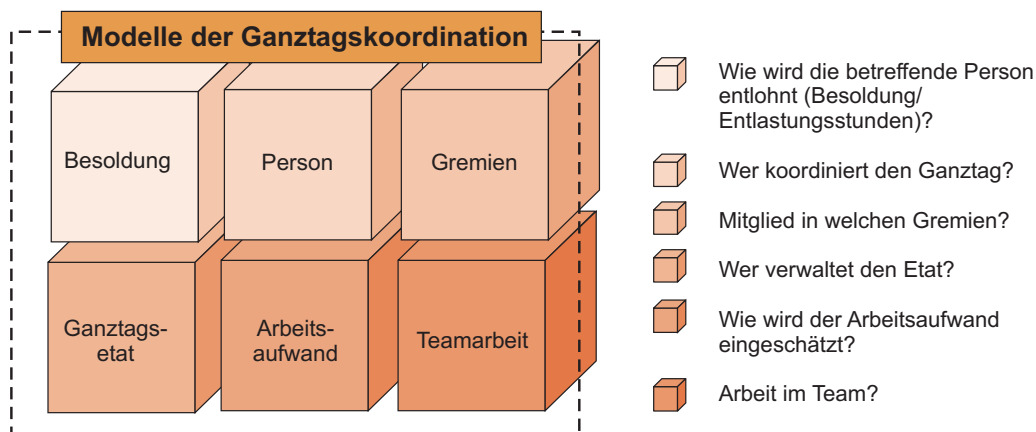 Modelle der Ganztagskoordination
Besoldung
Person
Gremien
Ganztags-
etat
Arbeits-
aufwand
Teamarbeit
Wie wird die betreffende Person
entlohnt (Besoldung/
Entlastungsstunden)?
Wer koordiniert den Ganztag?
Mitglied in welchen Gremien?
Wer verwaltet den Etat?
Wie wird der Arbeitsaufwand
eingeschätzt?
Arbeit im Team?